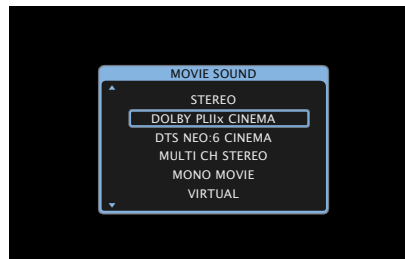 MOVIE SOUND
STEREO
DOLBY PLIIx CINEMA
DTS NEO:6 CINEMA
MULTI CH STEREO
MONO MOVIE
VIRTUAL